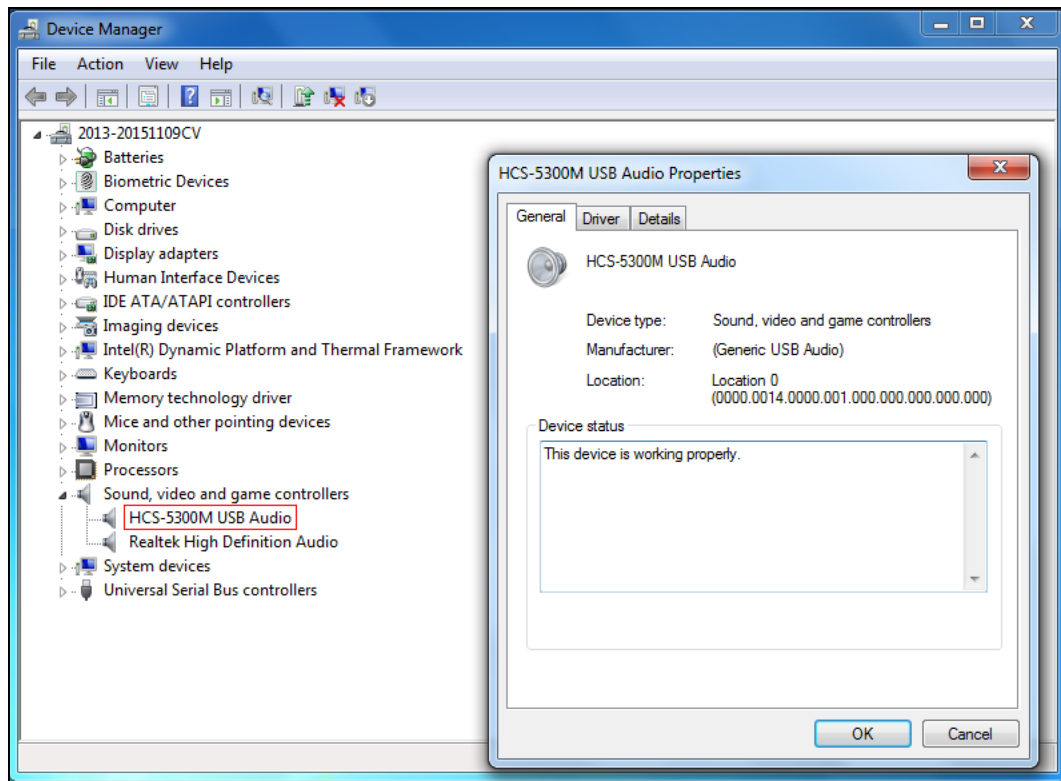 Device Manager
File Action View Help
2013-20151109CV
Batteries
Biometric Devices
Computer
Disk drives
Display adapters
Human Interface Devices
IDE ATA/ATAPI controllers
Imaging devices
Intel(R) Dynamic Platform and Thermal Framework
Keyboards
Memory technology driver
Mice and other pointing devices
Monitors
Processors
Sound, video and game controllers
HCS-5300M USB Audio
Realtek High Definition Audio
System devices
Universal Serial Bus controllers
HCS-5300M USB Audio Properties
General Driver Details
HCS-5300M USB Audio
Device type: Sound, video and game controllers
Manufacturer: (Generic USB Audio)
Location: Location 0
(0000.0014.0000.001.000.000.000.000.000)
Device status
This device is working properly.
OK Cancel